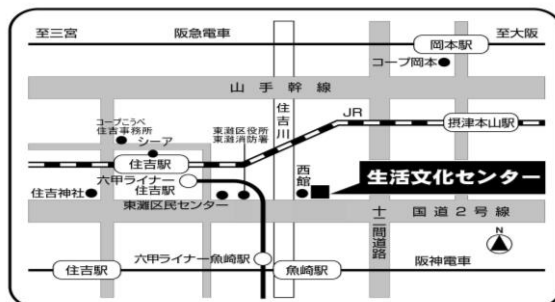 至三宮
阪急電車
岡本駅
至大阪
コープ岡本
山手幹線
コープこうべ
住吉事務所
シーア
東灘区役所
東灘消防署
住吉川
JR
摂津本山駅
住吉駅
六甲ライナー
住吉駅
西館
生活文化センター
住吉神社
東灘区民センター
十二間道路
国道2号線
N
六甲ライナー魚崎駅
住吉駅
魚崎駅
阪神電車